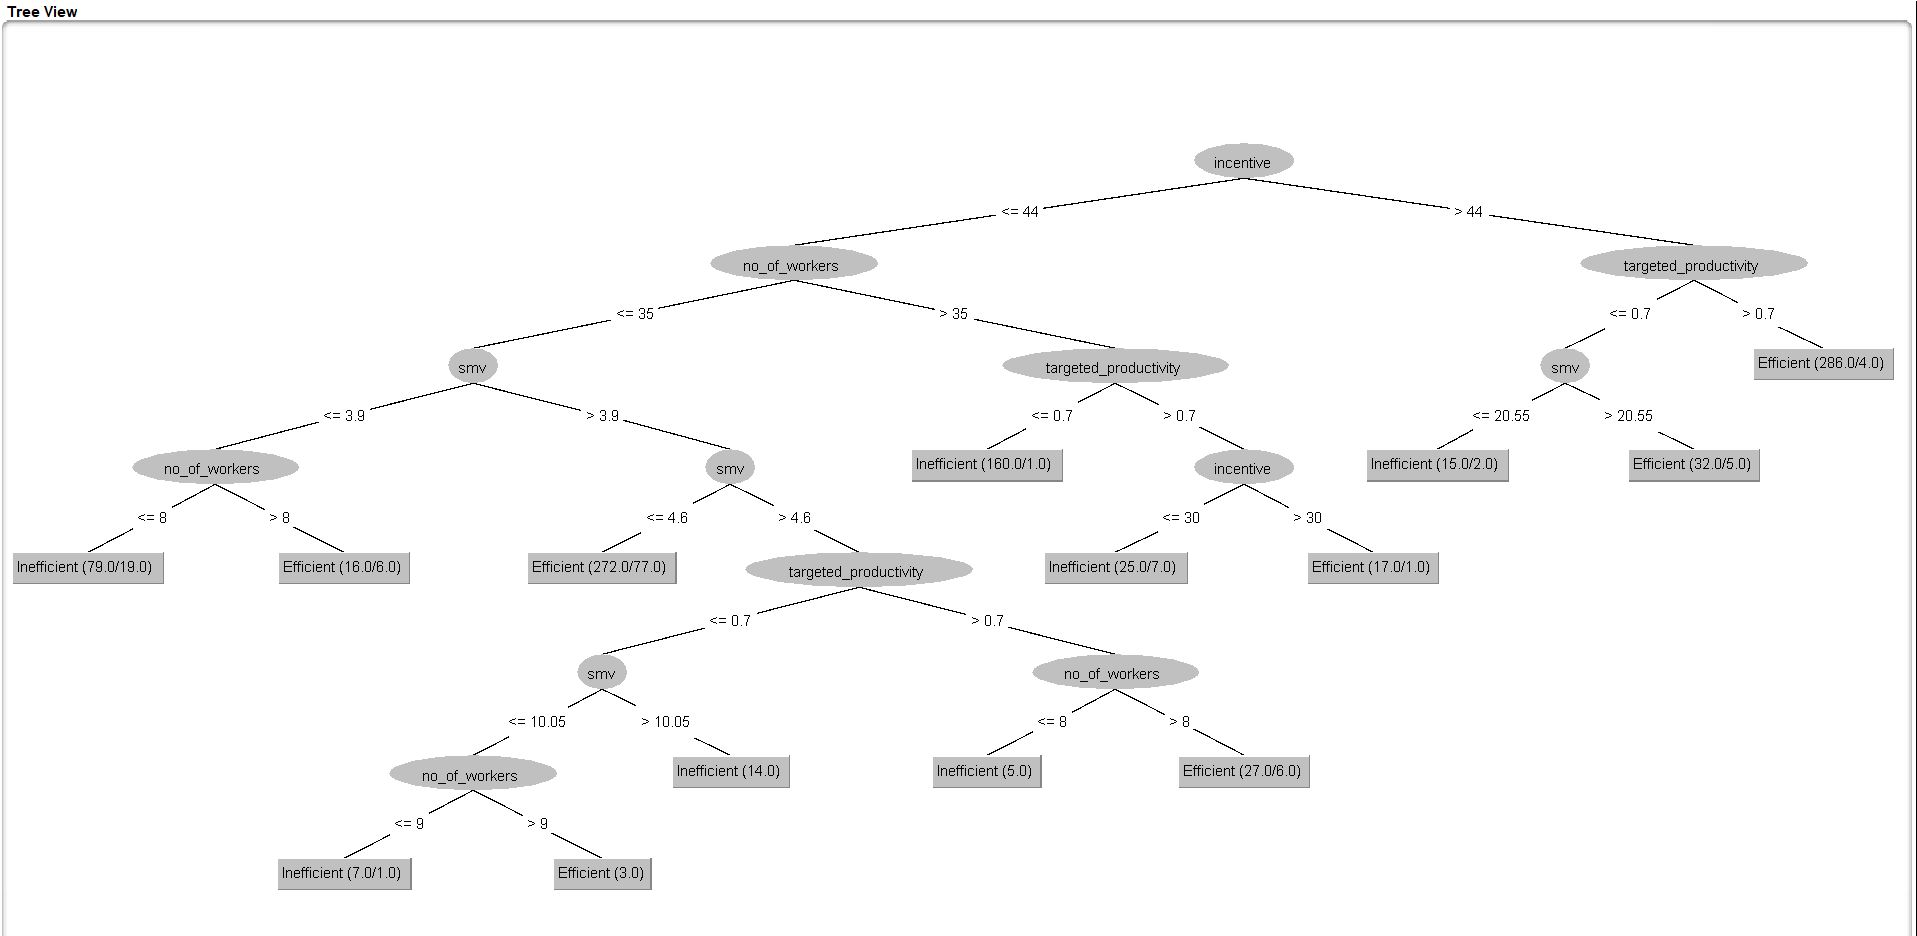 Tree View
incentive
<= 44
> 44
no_of_workers
targeted_productivity
<= 35
> 35
<= 0.7
> 0.7
smv
targeted_productivity
smv
Efficient (286.0/4.0)
<= 3.9
> 3.9
<= 0.7
> 0.7
<= 20.55
> 20.55
no_of_workers
smv
Inefficient (160.0/1.0)
incentive
Inefficient (15.0/2.0)
Efficient (32.0/5.0)
<= 8
> 8
<= 4.6
> 4.6
<= 30
> 30
Inefficient (79.0/19.0)
Efficient (16.0/6.0)
Efficient (272.0/77.0)
targeted_productivity
Inefficient (25.0/7.0)
Efficient (17.0/1.0)
<= 0.7
> 0.7
smv
no_of_workers
<= 10.05
> 10.05
<= 8
> 8
no_of_workers
Inefficient (14.0)
Inefficient (5.0)
Efficient (27.0/6.0)
<= 9
> 9
Inefficient (7.0/1.0)
Efficient (3.0)